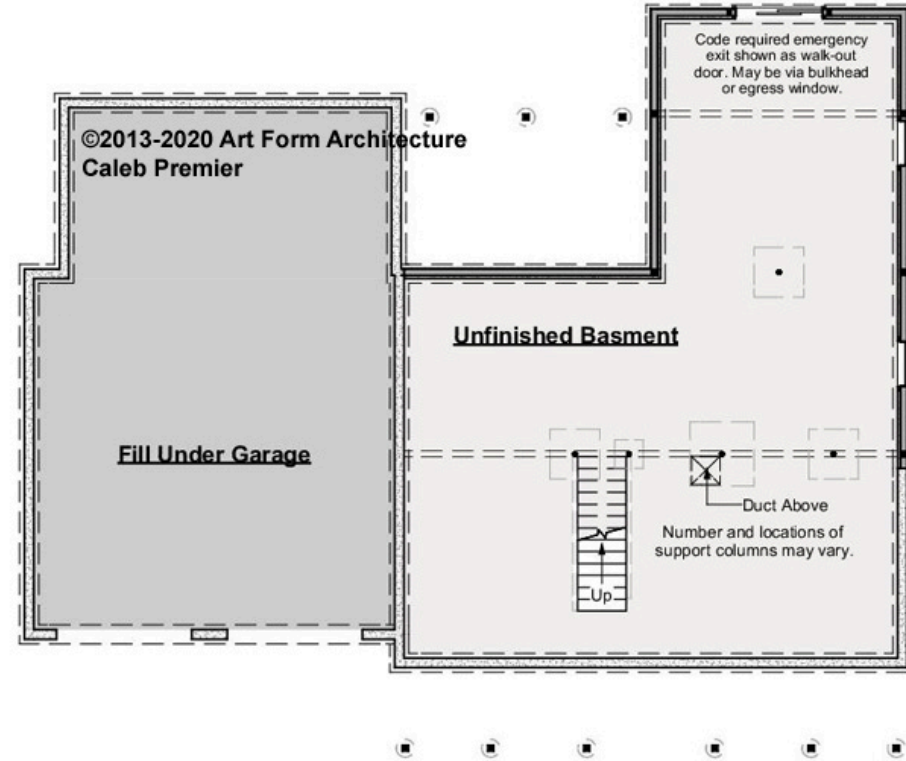 Code required emergency
exit shown as walk-out
door. May be via bulkhead
or egress window.
©2013-2020 Art Form Architecture
Caleb Premier
Unfinished Basment
Fill Under Garage
Duct Above
Number and locations of
support columns may vary.
Up